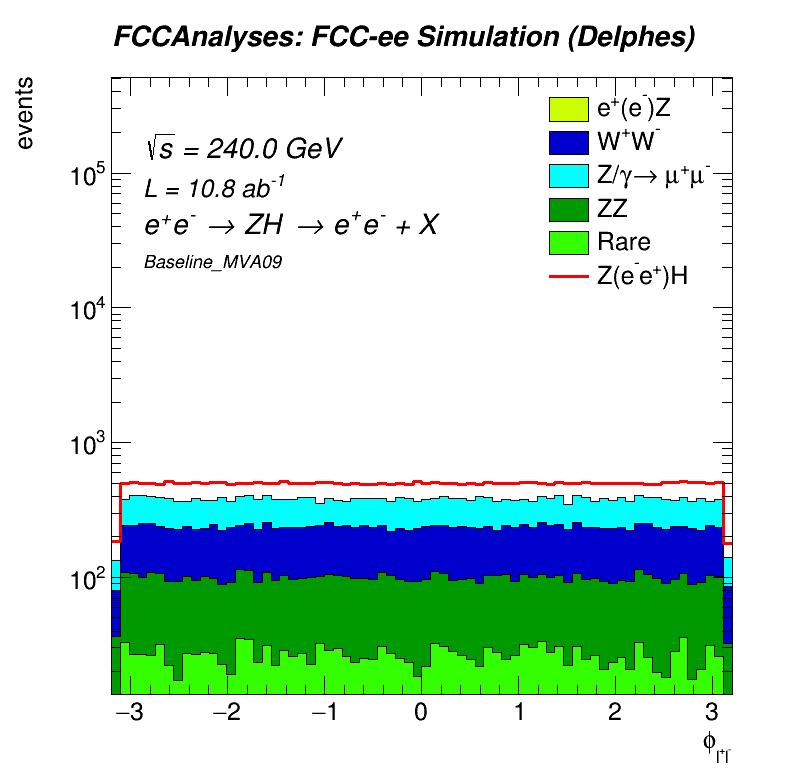 FCCAnalyses: FCC-ee Simulation (Delphes)
events
√s = 240.0 GeV
L = 10.8 ab⁻¹
e⁺e⁻ → ZH → e⁺e⁻ + X
Baseline_MVA09
e⁺(e⁻)Z
W⁺W⁻
Z/γ→ μ⁺μ⁻
ZZ
Rare
Z(e⁻e⁺)H
10⁵
10⁴
10³
10²
−3 −2 −1 0 1 2 3
ϕ_l⁺l⁻